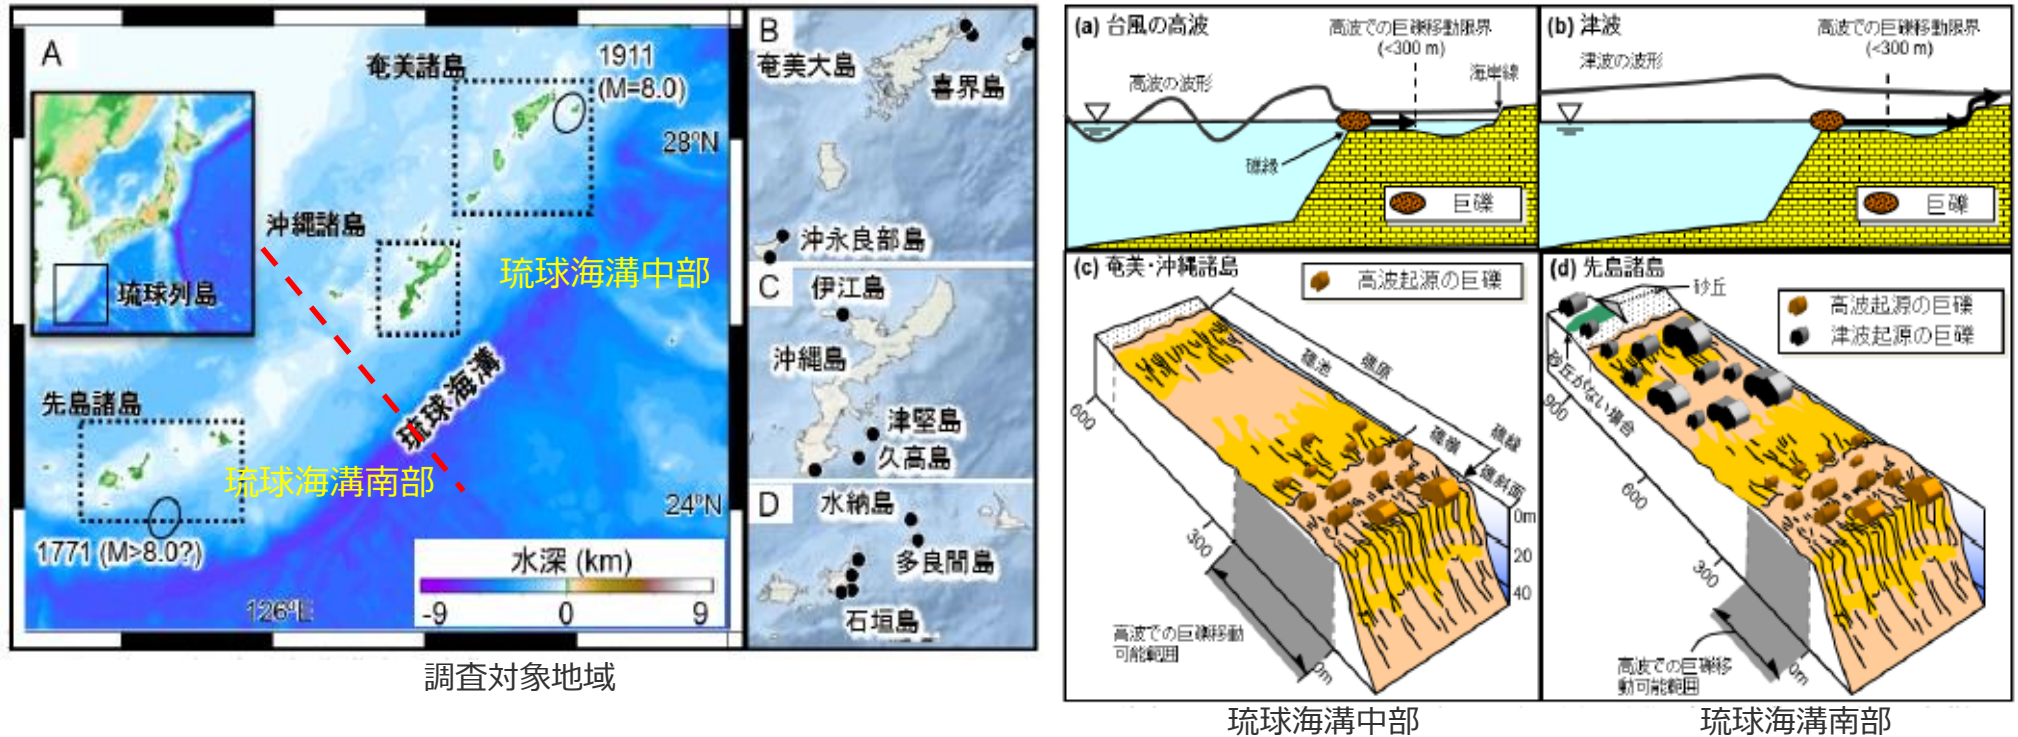 A
奄美諸島
1911
(M=8.0)
28°N
沖縄諸島
琉球海溝中部
琉球列島
琉球海溝
先島諸島
琉球海溝南部
24°N
1771 (M>8.0?)
126°E
水深 (km)
-9 0 9
B
奄美大島
喜界島
沖永良部島
C
伊江島
沖縄島
津堅島
久高島
D
水納島
多良間島
石垣島
調査対象地域
(a) 台風の高波
高波での巨礫移動限界
(<300 m)
高波の波形
海岸線
礁縁
巨礫
(b) 津波
高波での巨礫移動限界
(<300 m)
津波の波形
巨礫
(c) 奄美・沖縄諸島
高波起源の巨礫
礁池
礁原
礁嶺
礁縁
礁斜面
600
300
0m
0m
20
40
高波での巨礫移動
可能範囲
琉球海溝中部
(d) 先島諸島
砂丘
高波起源の巨礫
津波起源の巨礫
砂丘がない場合
900
600
300
0m
高波での巨礫移
動可能範囲
琉球海溝南部